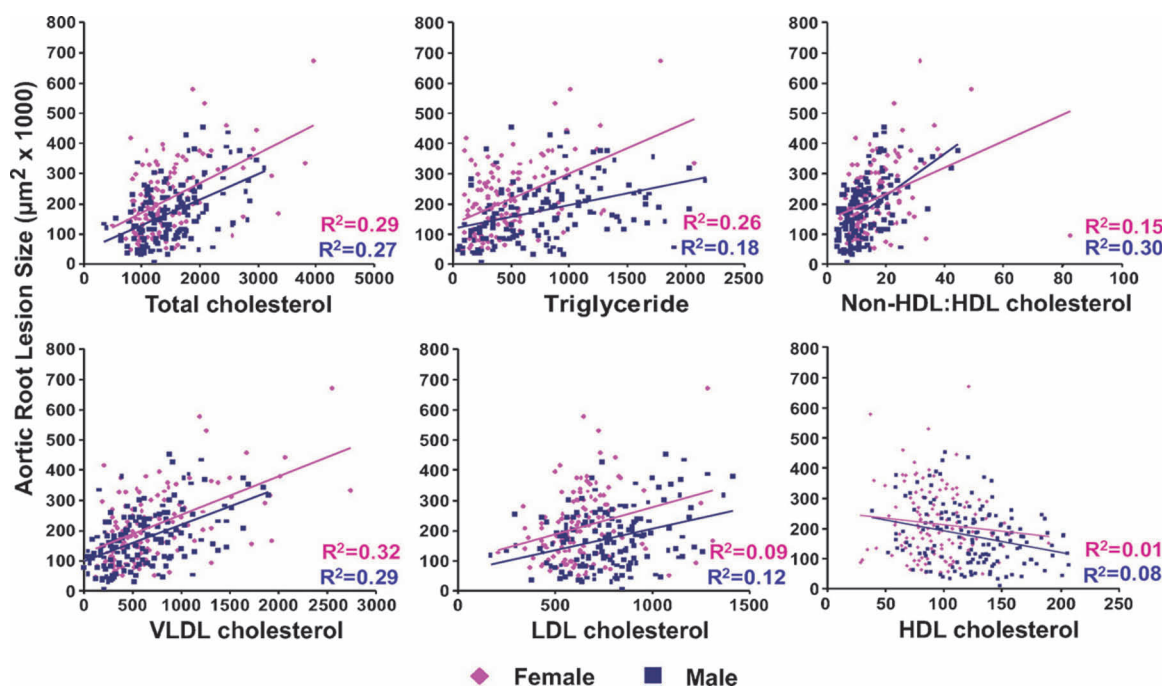 Aortic Root Lesion Size (µm² x 1000)
800
700
600
500
400
300
200
100
0
0 1000 2000 3000 4000 5000
R²=0.29
R²=0.27
Total cholesterol
800
700
600
500
400
300
200
100
0
0 500 1000 1500 2000 2500
R²=0.26
R²=0.18
Triglyceride
800
700
600
500
400
300
200
100
0
0 20 40 60 80 100
R²=0.15
R²=0.30
Non-HDL:HDL cholesterol
800
700
600
500
400
300
200
100
0
0 500 1000 1500 2000 2500 3000
R²=0.32
R²=0.29
VLDL cholesterol
800
700
600
500
400
300
200
100
0
0 500 1000 1500
R²=0.09
R²=0.12
LDL cholesterol
800
700
600
500
400
300
200
100
0
0 50 100 150 200 250
R²=0.01
R²=0.08
HDL cholesterol
Female Male